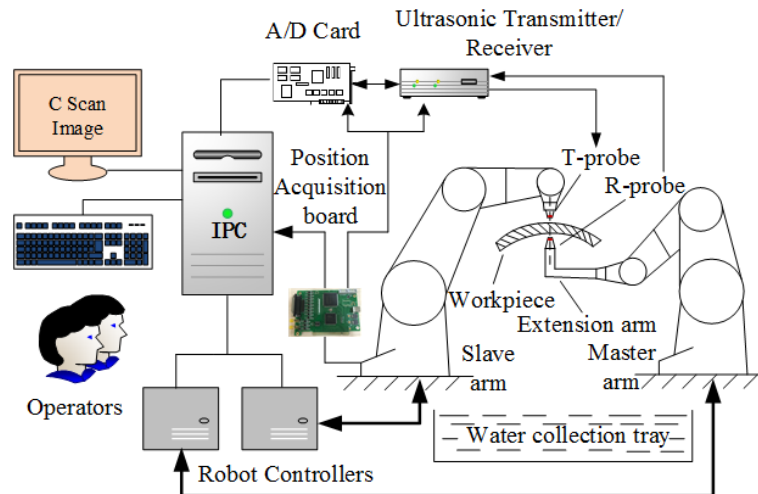 A/D Card
Ultrasonic Transmitter/
Receiver
C Scan
Image
Position
Acquisition
board
T-probe
R-probe
IPC
Workpiece
Extension arm
Slave
arm
Master
arm
Operators
Water collection tray
Robot Controllers